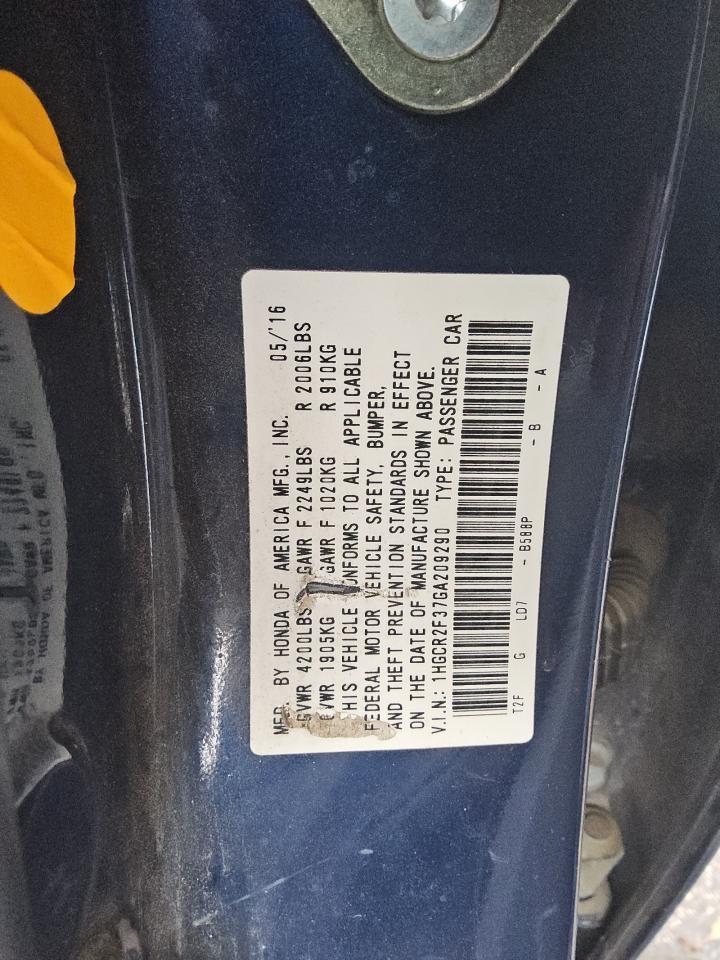 MFD. BY HONDA OF AMERICA MFG., INC. 05/'16
GVWR 4200LBS GAWR F 2249LBS R 2006LBS
GVWR 1905KG GAWR F 1020KG R 910KG
THIS VEHICLE CONFORMS TO ALL APPLICABLE
FEDERAL MOTOR VEHICLE SAFETY, BUMPER,
AND THEFT PREVENTION STANDARDS IN EFFECT
ON THE DATE OF MANUFACTURE SHOWN ABOVE.
V.I.N.: 1HGCR2F37GA209290 TYPE: PASSENGER CAR
T2F G LD7 - B588P - B - A